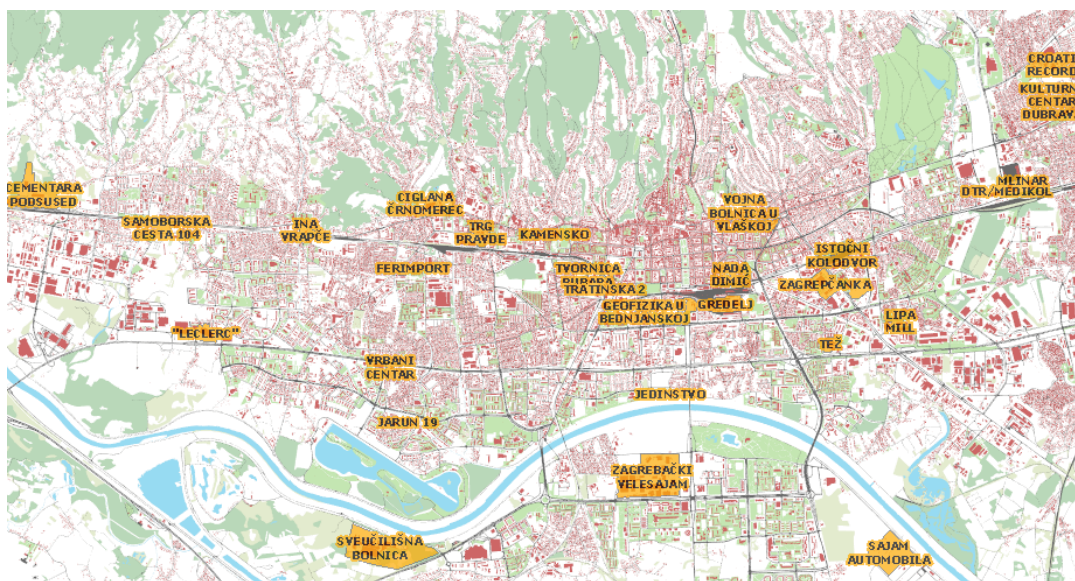 CROATI
RECORD
KULTURN
CENTAR
DUBRAVA
CEMENTARA
PODSUSED
MLINAR
DTR/MEDIKOL
CIGLANA
ČRNOMEREC
VOJNA
BOLNICA U
VLAŠKOJ
SAMOBORSKA
CESTA 104
INA
VRAPČE
TRG
PRAVDE
KAMENSKO
ISTOČNI
KOLODVOR
FERIMPORT
TVORNICA
NADA
DIMIĆ
TRATINSKA 2
ZAGREPČANKA
GEOFIZIKA U
BEDNJANSKOJ
GREDELJ
LIPA
MILL
"LECLERC"
TEŽ
VRBANI
CENTAR
JEDINSTVO
JARUN 19
ZAGREBAČKI
VELESAJAM
SVEUČILIŠNA
BOLNICA
SAJAM
AUTOMOBILA